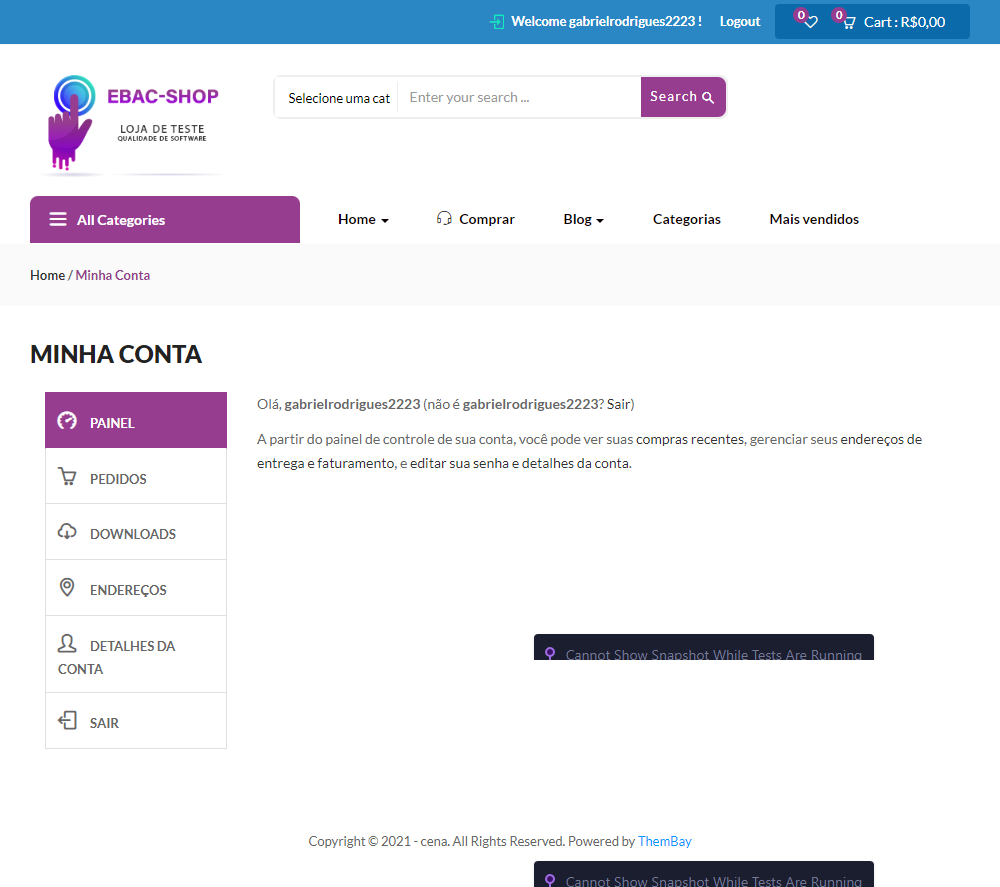 Welcome gabrielrodrigues2223 ! Logout 0 0 Cart : R$0,00
EBAC-SHOP
LOJA DE TESTE
QUALIDADE DE SOFTWARE
Selecione uma cat Enter your search ... Search
All Categories Home Comprar Blog Categorias Mais vendidos
Home / Minha Conta
MINHA CONTA
PAINEL
PEDIDOS
DOWNLOADS
ENDEREÇOS
DETALHES DA
CONTA
SAIR
Olá, gabrielrodrigues2223 (não é gabrielrodrigues2223? Sair)
A partir do painel de controle de sua conta, você pode ver suas compras recentes, gerenciar seus endereços de
entrega e faturamento, e editar sua senha e detalhes da conta.
Cannot Show Snapshot While Tests Are Running
Copyright © 2021 - cena. All Rights Reserved. Powered by ThemBay
Cannot Show Snapshot While Tests Are Running